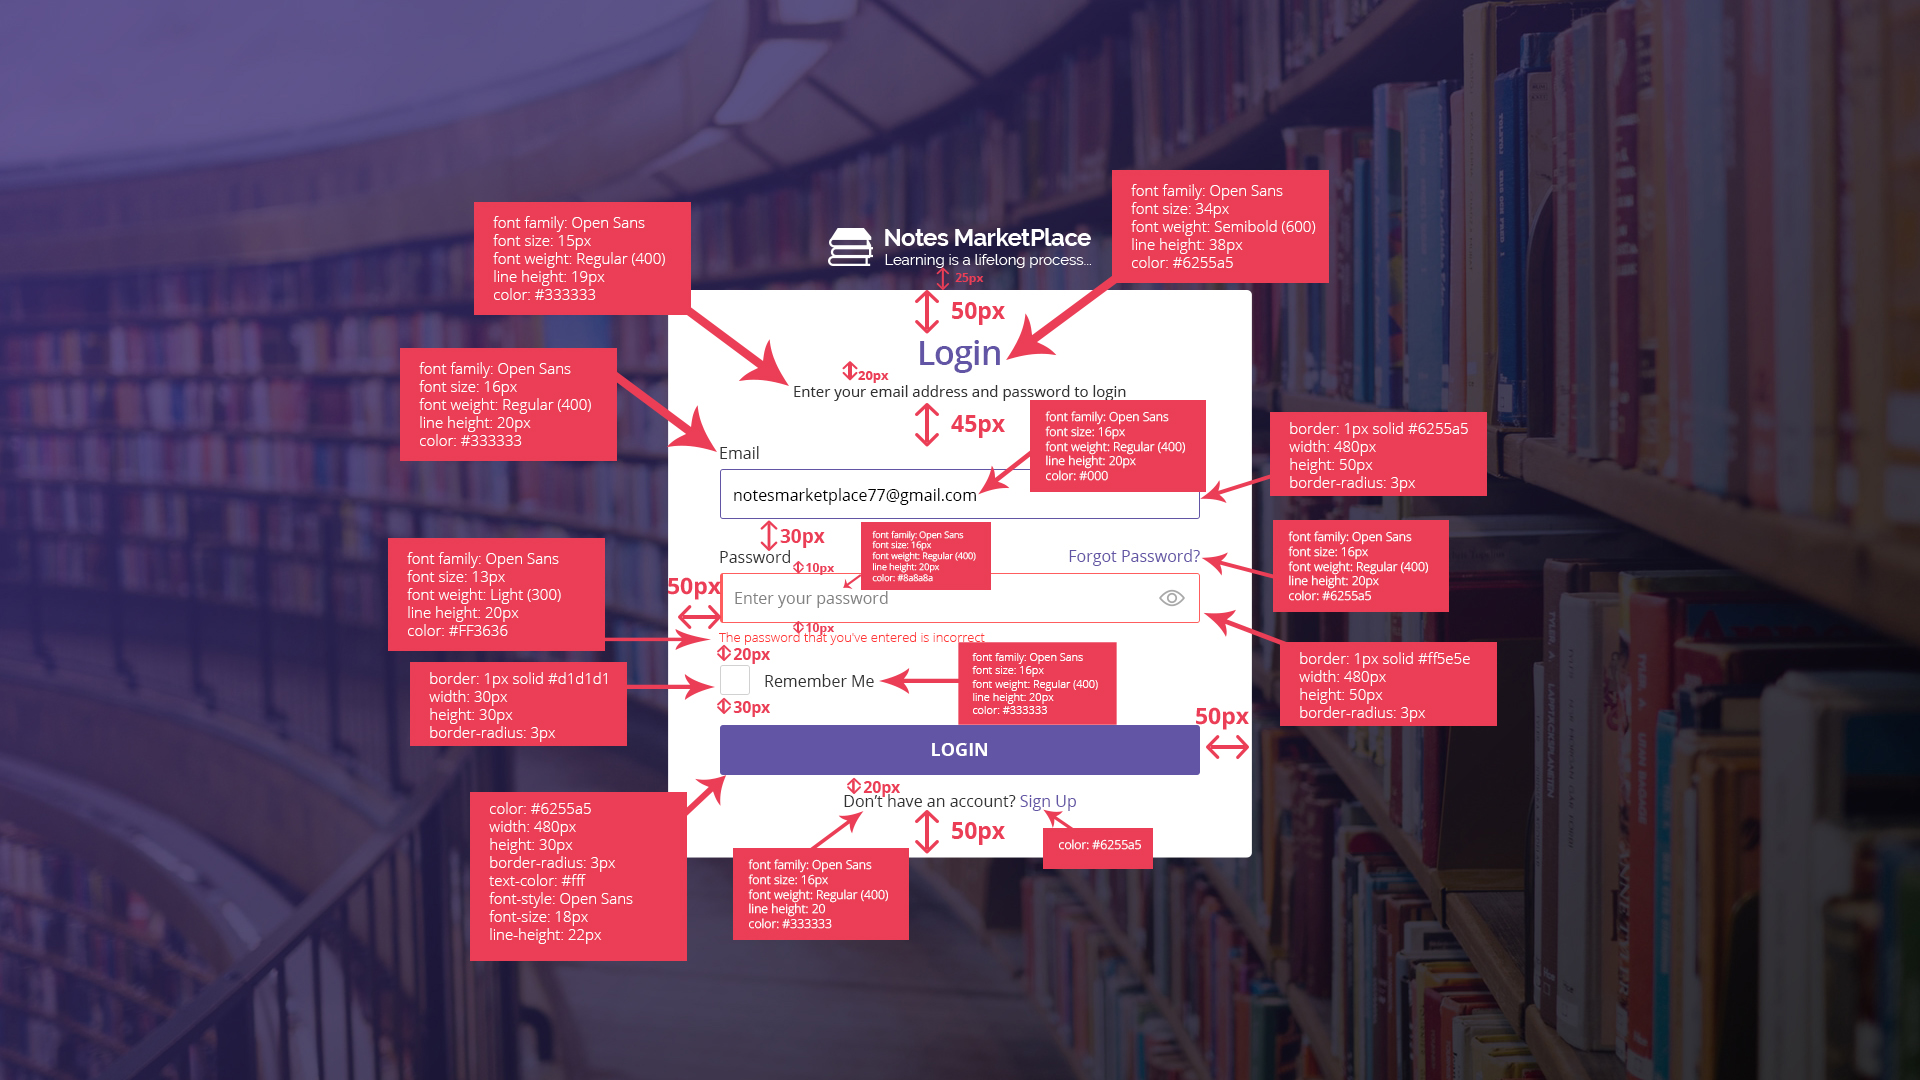 font family: Open Sans
font size: 34px
font weight: Semibold (600)
line height: 38px
color: #6255a5
font family: Open Sans
font size: 15px
font weight: Regular (400)
line height: 19px
color: #333333
Notes MarketPlace
Learning is a lifelong process...
25px
50px
Login
20px
Enter your email address and password to login
font family: Open Sans
font size: 16px
font weight: Regular (400)
line height: 20px
color: #333333
45px
font family: Open Sans
font size: 16px
font weight: Regular (400)
line height: 20px
color: #000
border: 1px solid #6255a5
width: 480px
height: 50px
border-radius: 3px
Email
notesmarketplace77@gmail.com
30px
font family: Open Sans
font size: 16px
font weight: Regular (400)
line height: 20px
color: #8a8a8a
font family: Open Sans
font size: 16px
font weight: Regular (400)
line height: 20px
color: #6255a5
Password
10px
Forgot Password?
font family: Open Sans
font size: 13px
font weight: Light (300)
line height: 20px
color: #FF3636
50px
Enter your password
10px
The password that you've entered is incorrect
20px
border: 1px solid #d1d1d1
width: 30px
height: 30px
border-radius: 3px
Remember Me
font family: Open Sans
font size: 16px
font weight: Regular (400)
line height: 20px
color: #333333
border: 1px solid #ff5e5e
width: 480px
height: 50px
border-radius: 3px
30px
50px
LOGIN
20px
Don't have an account? Sign Up
color: #6255a5
width: 480px
height: 30px
border-radius: 3px
text-color: #fff
font-style: Open Sans
font-size: 18px
line-height: 22px
50px
color: #6255a5
font family: Open Sans
font size: 16px
font weight: Regular (400)
line height: 20
color: #333333